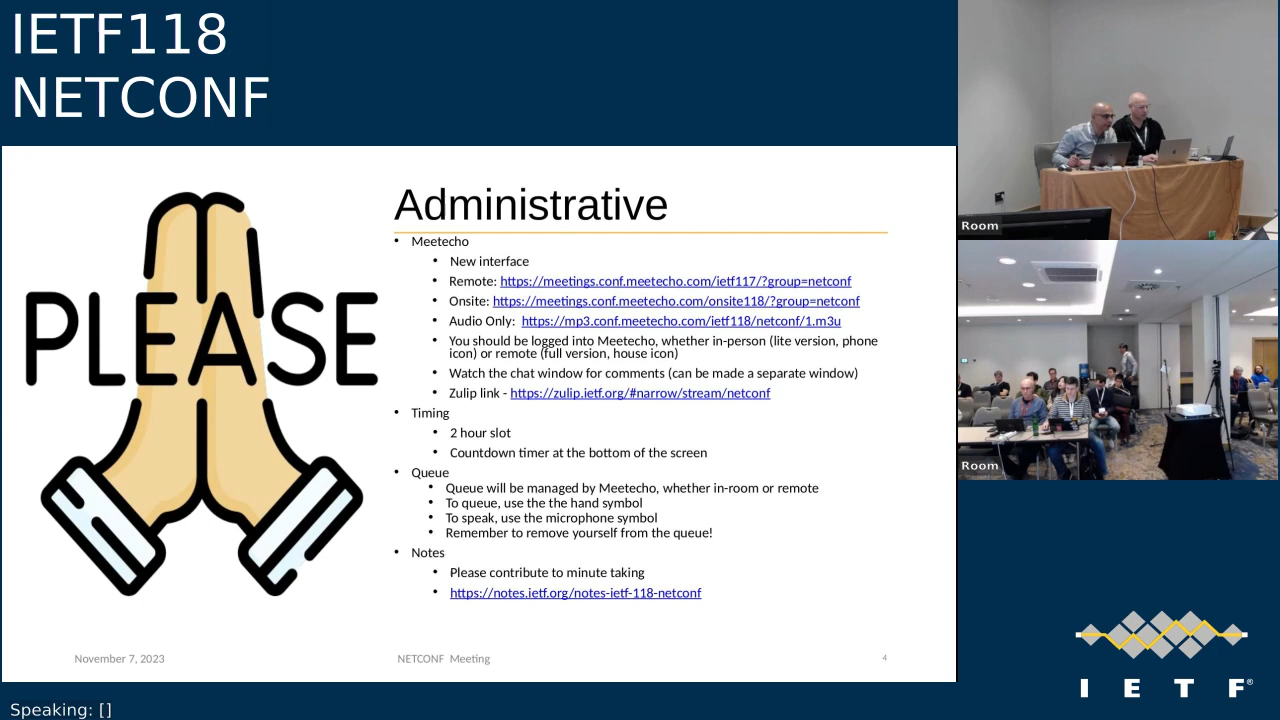 IETF118
NETCONF
PLEASE
Administrative
• Meetecho
• New interface
• Remote: https://meetings.conf.meetecho.com/ietf117/?group=netconf
• Onsite: https://meetings.conf.meetecho.com/onsite118/?group=netconf
• Audio Only: https://mp3.conf.meetecho.com/ietf118/netconf/1.m3u
• You should be logged into Meetecho, whether in-person (lite version, phone
icon) or remote (full version, house icon)
• Watch the chat window for comments (can be made a separate window)
• Zulip link - https://zulip.ietf.org/#narrow/stream/netconf
• Timing
• 2 hour slot
• Countdown timer at the bottom of the screen
• Queue
• Queue will be managed by Meetecho, whether in-room or remote
• To queue, use the the hand symbol
• To speak, use the microphone symbol
• Remember to remove yourself from the queue!
• Notes
• Please contribute to minute taking
• https://notes.ietf.org/notes-ietf-118-netconf
November 7, 2023
NETCONF Meeting
4
Room
Room
I E T F®
Speaking: []